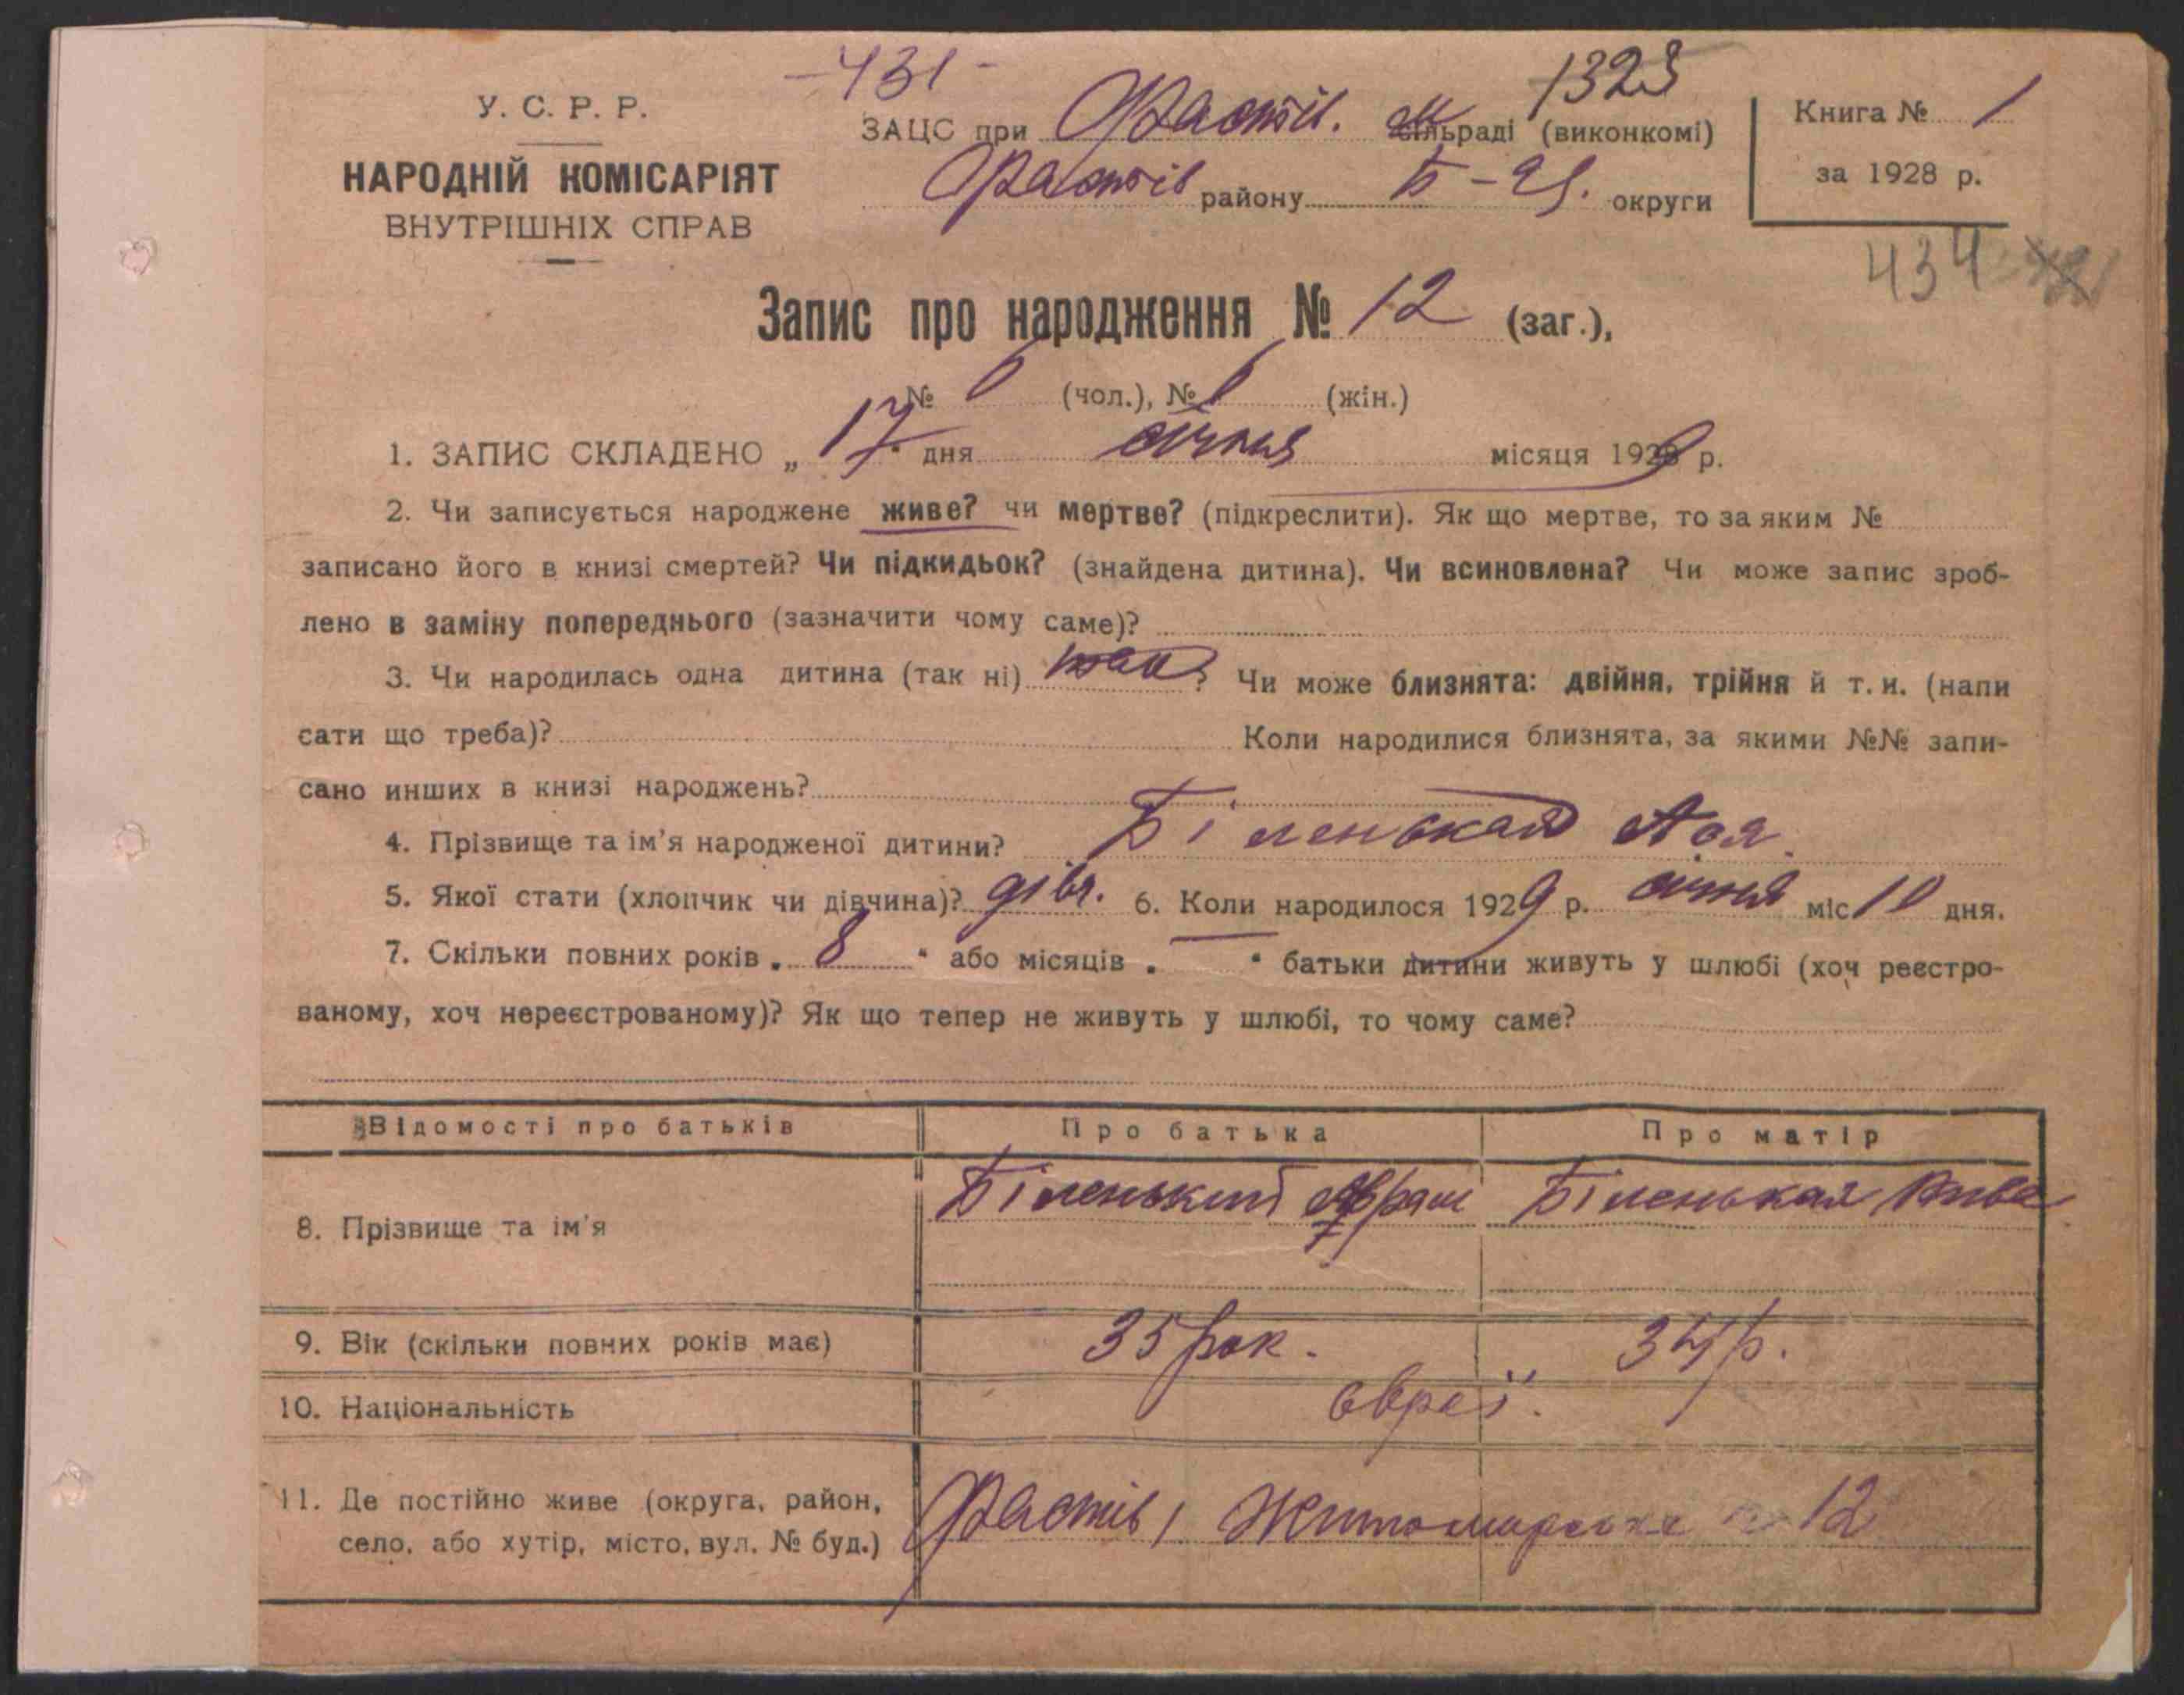 -431-
1323
У. С. Р. Р.
ЗАЦС при Фастів. м сільраді (виконкомі)
Книга № 1
НАРОДНІЙ КОМІСАРІЯТ
Фастів району Б-Ц. округи
за 1928 р.
ВНУТРІШНІХ СПРАВ
434
Запис про народження № 12 (заг.),
№ 6 (чол.), № 6 (жін.)
1. ЗАПИС СКЛАДЕНО „ 17 " дня січня місяця 1929 р.
2. Чи записується народжене живе? чи мертве? (підкреслити). Як що мертве, то за яким №
записано його в книзі смертей? Чи підкидьок? (знайдена дитина). Чи всиновлена? Чи може запис зроб-
лено в заміну попереднього (зазначити чому саме)?
3. Чи народилась одна дитина (так ні) так ? Чи може близнята: двійня, трійня й т. и. (напи
сати що треба)? Коли народилися близнята, за якими №№ запи-
сано инших в книзі народжень?
4. Прізвище та ім'я народженої дитини? Біленькая Ася
5. Якої стати (хлопчик чи дівчина)? дівч. 6. Коли народилося 1929 р. січня міс 10 дня.
7. Скільки повних років „ 8 " або місяців „ " батьки дитини живуть у шлюбі (хоч реєстро-
ваному, хоч нереєстрованому)? Як що тепер не живуть у шлюбі, то чому саме?
Відомості про батьків Про батька Про матір
8. Прізвище та ім'я Біленький Абрам Біленькая
9. Вік (скільки повних років має) 35 рок. 34 р.
10. Національність євреї.
11. Де постійно живе (округа, район, Фастів, Житомирська № 12
село, або хутір, місто, вул. № буд.)